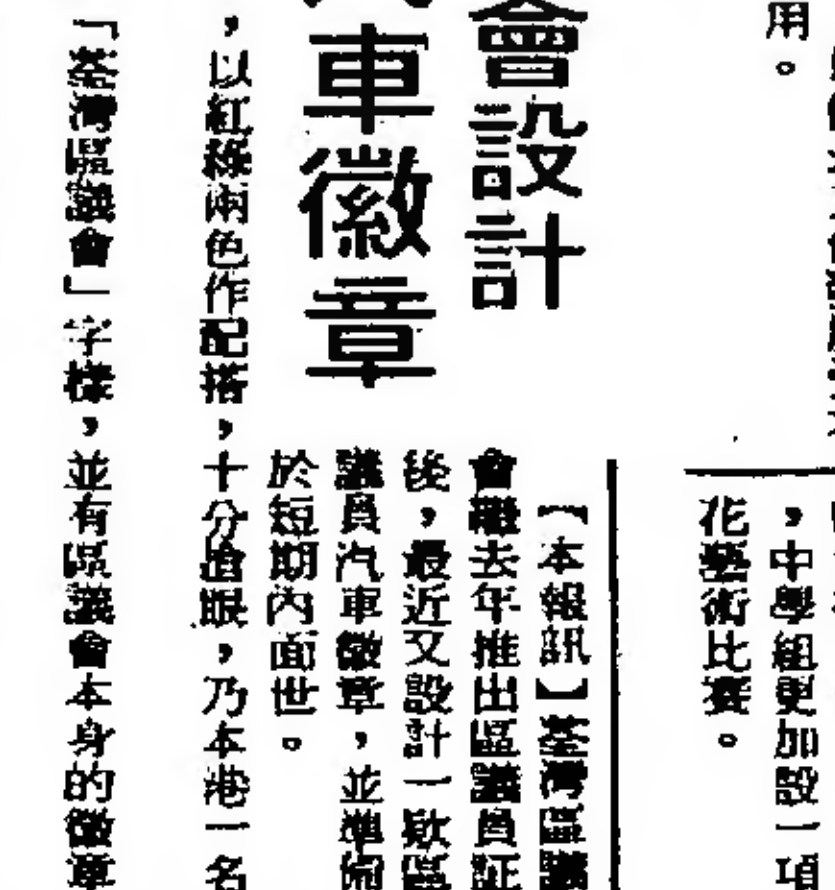 用。
，中學組更加設一項
花藝術比賽。
會設計
車徽章
【本報訊】荃灣區議
會繼去年推出區議員証
後，最近又設計一款區
議員汽車徽章，並準備
於短期內面世。
，以紅綠兩色作配搭，十分搶眼，乃本港一名
「荃灣區議會」字樣，並有區議會本身的徽章